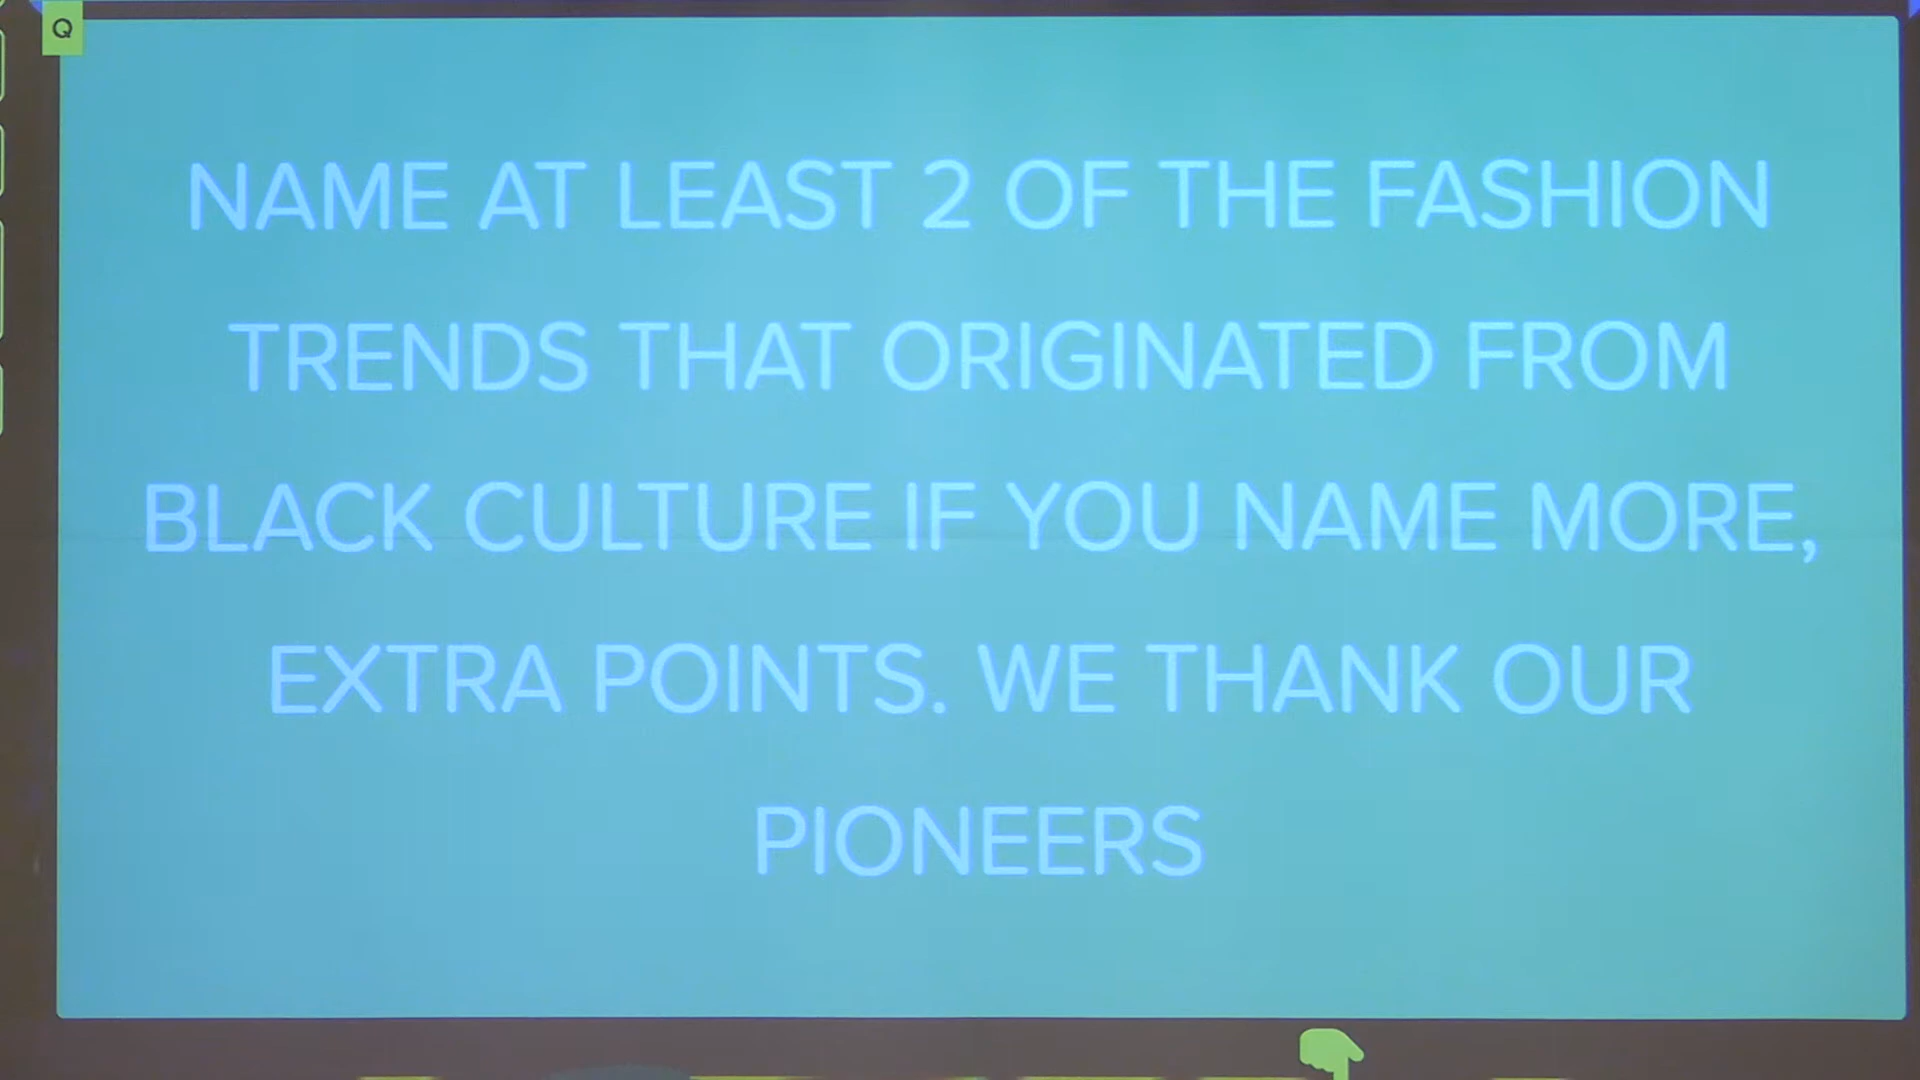 Q
NAME AT LEAST 2 OF THE FASHION
TRENDS THAT ORIGINATED FROM
BLACK CULTURE IF YOU NAME MORE,
EXTRA POINTS. WE THANK OUR
PIONEERS